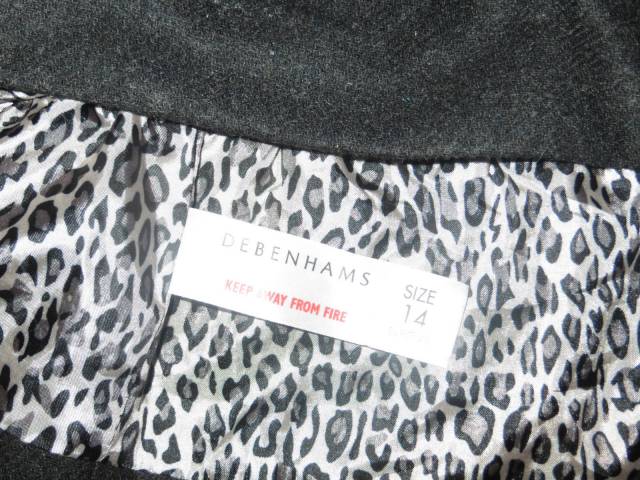 DEBENHAMS
KEEP AWAY FROM FIRE
SIZE
14